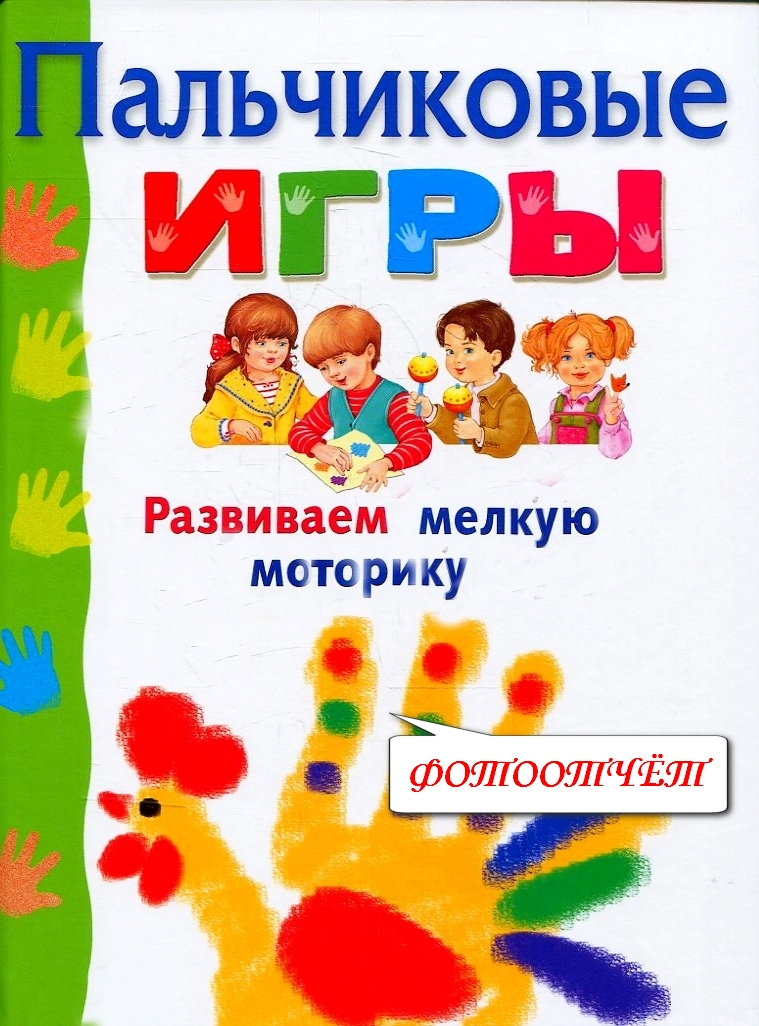 Пальчиковые
ИГРЫ
Развиваем мелкую
моторику
ФОТООТЧЁТ